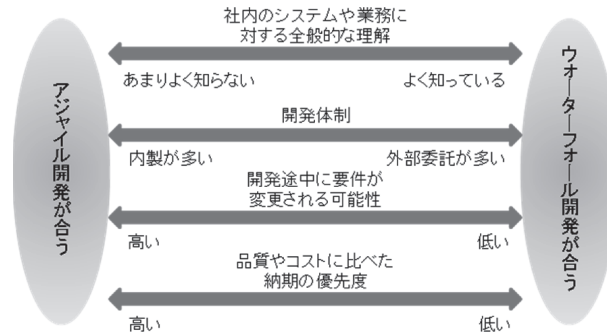 社内のシステムや業務に
対する全般的な理解
あまりよく知らない
よく知っている
開発体制
内製が多い
外部委託が多い
開発途中に要件が
変更される可能性
高い
低い
品質やコストに比べた
納期の優先度
高い
低い
アジャイル開発が合う
ウオーターフォール開発が合う